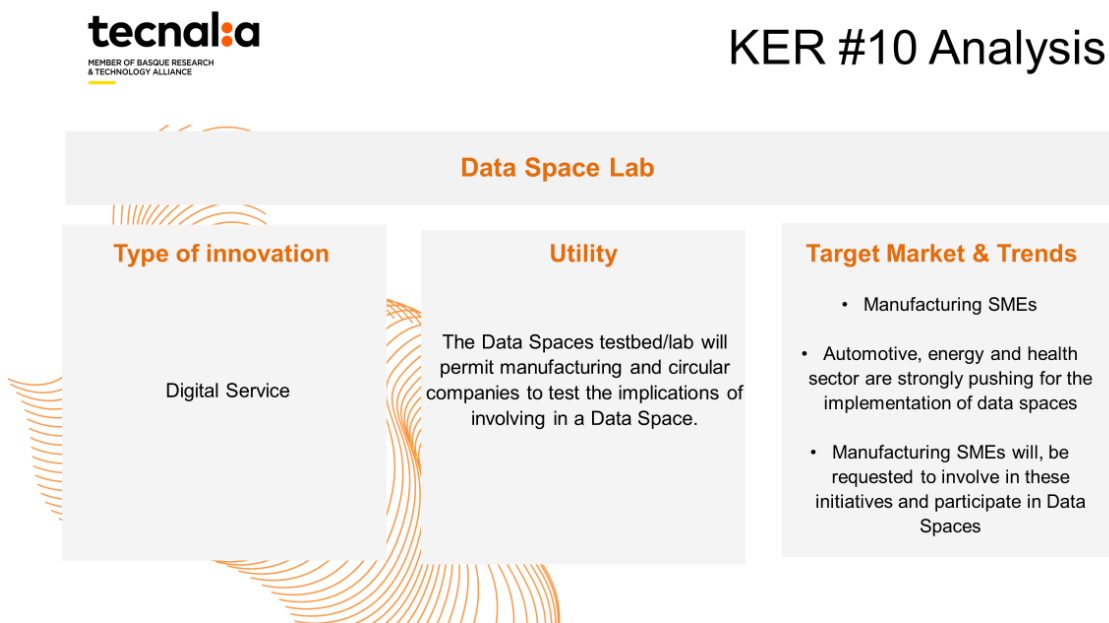 tecnal:a
MEMBER OF BASQUE RESEARCH
& TECHNOLOGY ALLIANCE
KER #10 Analysis
Data Space Lab
Type of innovation
Digital Service
Utility
The Data Spaces testbed/lab will
permit manufacturing and circular
companies to test the implications of
involving in a Data Space.
Target Market & Trends
• Manufacturing SMEs
• Automotive, energy and health
sector are strongly pushing for the
implementation of data spaces
• Manufacturing SMEs will, be
requested to involve in these
initiatives and participate in Data
Spaces